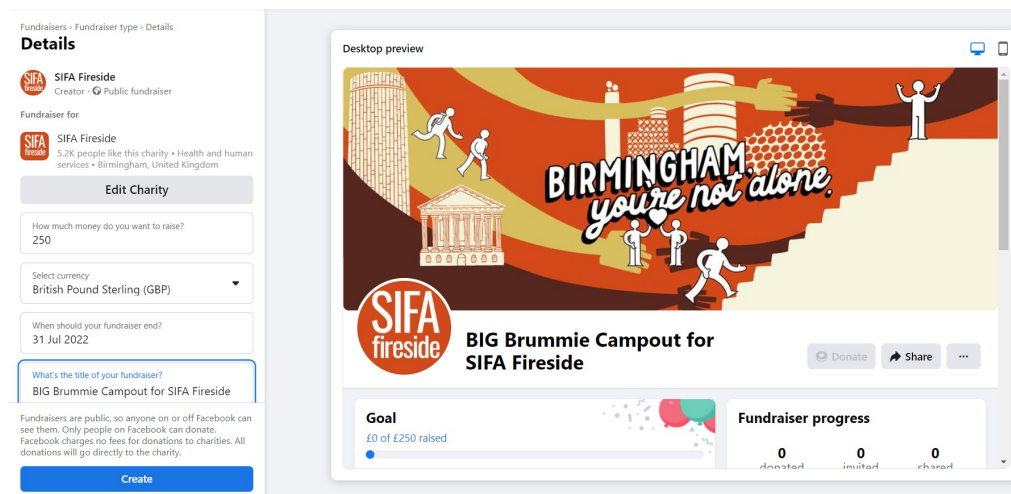 Fundraisers › Fundraiser type › Details
Details
SIFA
fireside
SIFA Fireside
Creator · Public fundraiser
Fundraiser for
SIFA
fireside
SIFA Fireside
5.2K people like this charity • Health and human
services • Birmingham, United Kingdom
Edit Charity
How much money do you want to raise?
250
Select currency
British Pound Sterling (GBP)
When should your fundraiser end?
31 Jul 2022
What's the title of your fundraiser?
BIG Brummie Campout for SIFA Fireside
Fundraisers are public, so anyone on or off Facebook can
see them. Only people on Facebook can donate.
Facebook charges no fees for donations to charities. All
donations will go directly to the charity.
Create
Desktop preview
BIRMINGHAM,
you're not alone.
SIFA
fireside
BIG Brummie Campout for
SIFA Fireside
Donate
Share
Goal
£0 of £250 raised
Fundraiser progress
0 0 0
donated invited shared